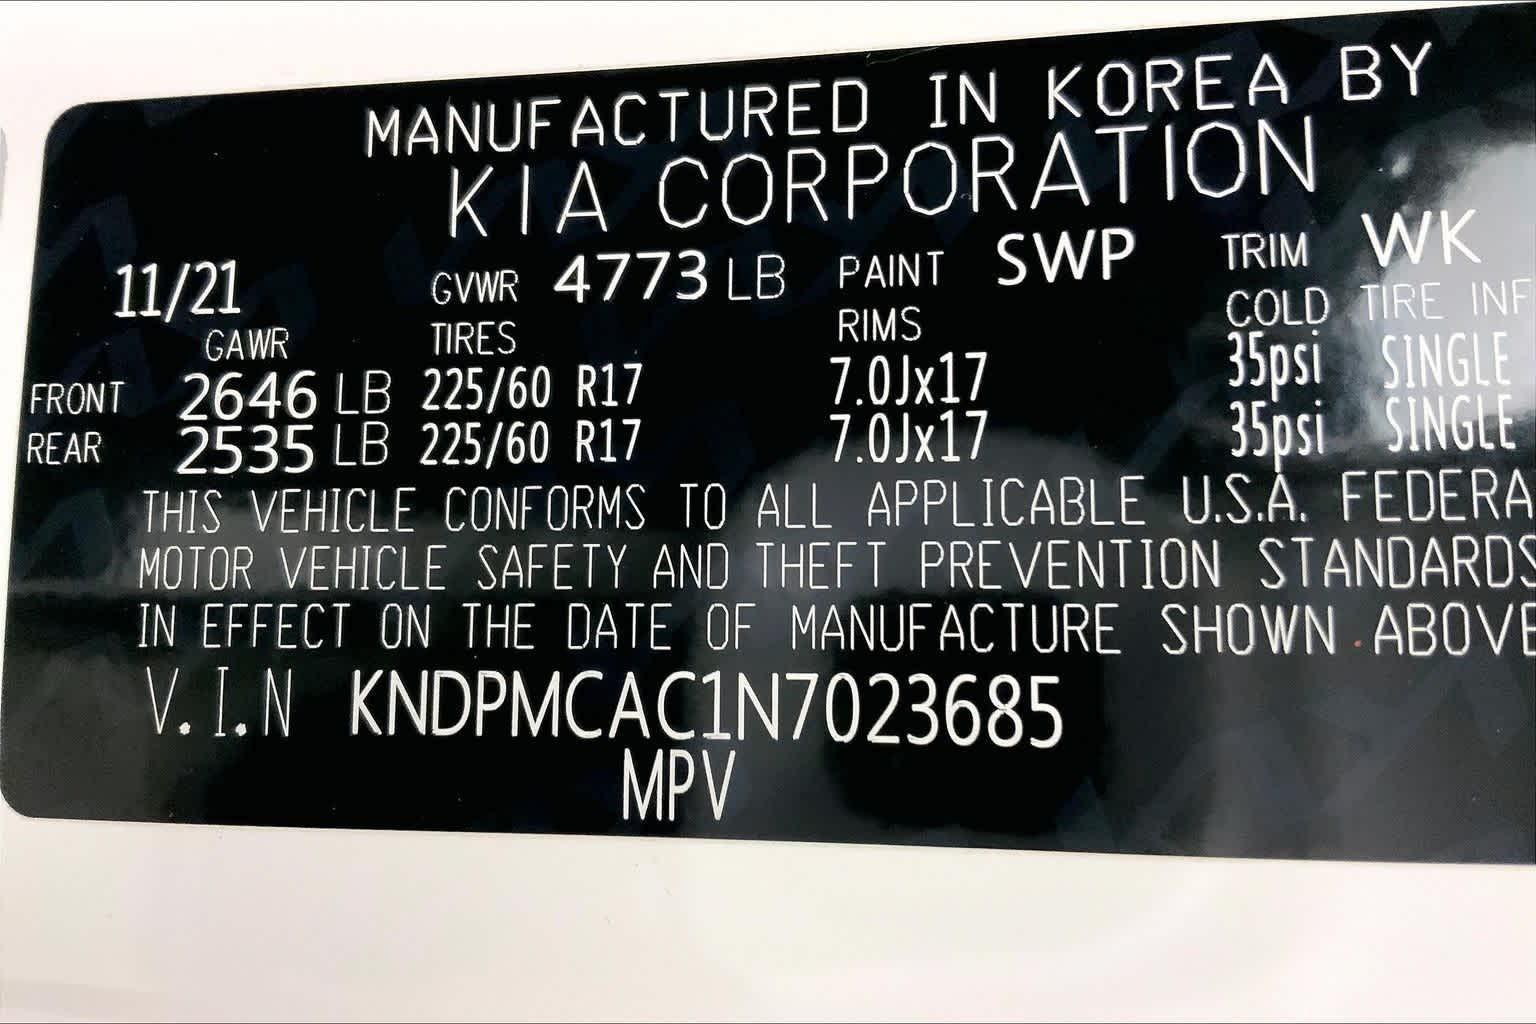 MANUFACTURED IN KOREA BY
KIA CORPORATION
11/21 GVWR 4773 LB PAINT SWP TRIM WK
GAWR TIRES RIMS COLD TIRE INF
FRONT 2646 LB 225/60 R17 7.0Jx17 35psi SINGLE
REAR 2535 LB 225/60 R17 7.0Jx17 35psi SINGLE
THIS VEHICLE CONFORMS TO ALL APPLICABLE U.S.A. FEDERA
MOTOR VEHICLE SAFETY AND THEFT PREVENTION STANDARDS
IN EFFECT ON THE DATE OF MANUFACTURE SHOWN ABOVE
V.I.N KNDPMCAC1N7023685
MPV